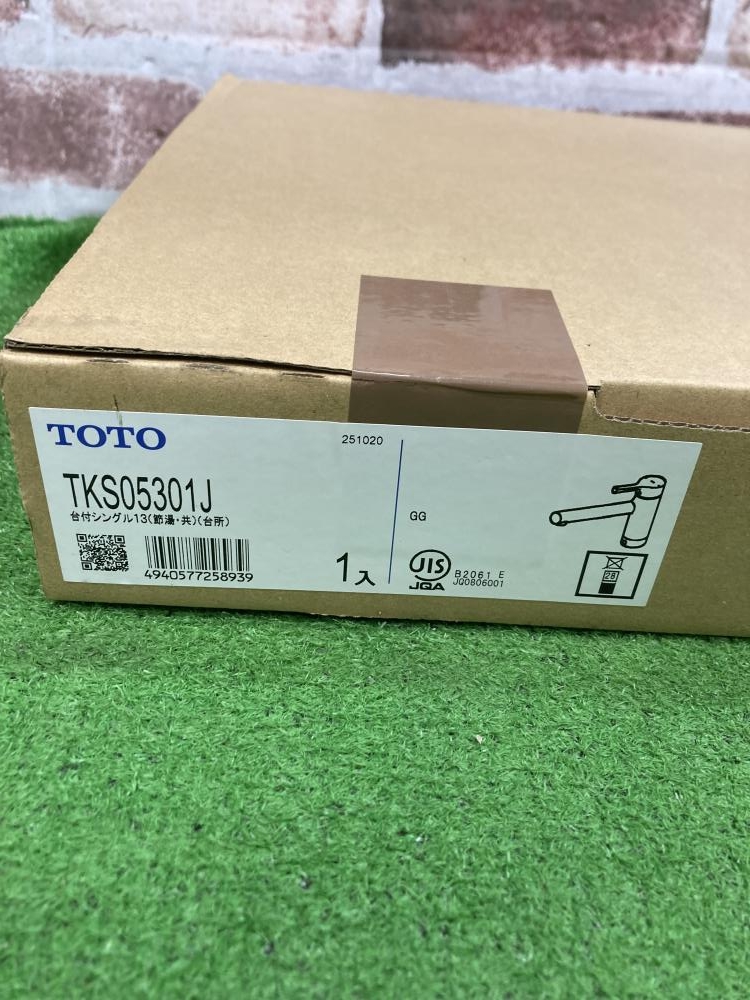 TOTO
251020
TKS05301J
台付シングル13(節湯・共)(台所)
4940577258939
1入
GG
JIS
JQA
B2061 E
JQ0806001
28